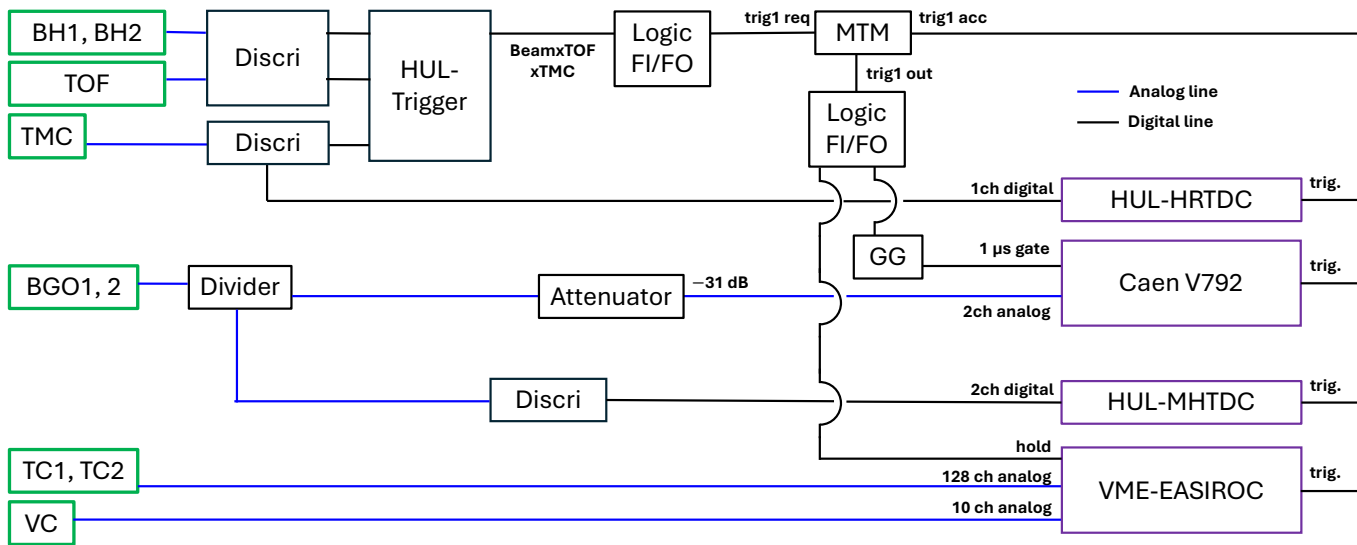 BH1, BH2
TOF
TMC
Discri
Discri
HUL-
Trigger
BeamxTOF
xTMC
Logic
FI/FO
trig1 req
MTM
trig1 acc
trig1 out
Logic
FI/FO
Analog line
Digital line
1ch digital
HUL-HRTDC
trig.
GG
1 µs gate
Caen V792
trig.
BGO1, 2
Divider
Attenuator
−31 dB
2ch analog
Discri
2ch digital
HUL-MHTDC
trig.
hold
TC1, TC2
128 ch analog
VME-EASIROC
trig.
VC
10 ch analog